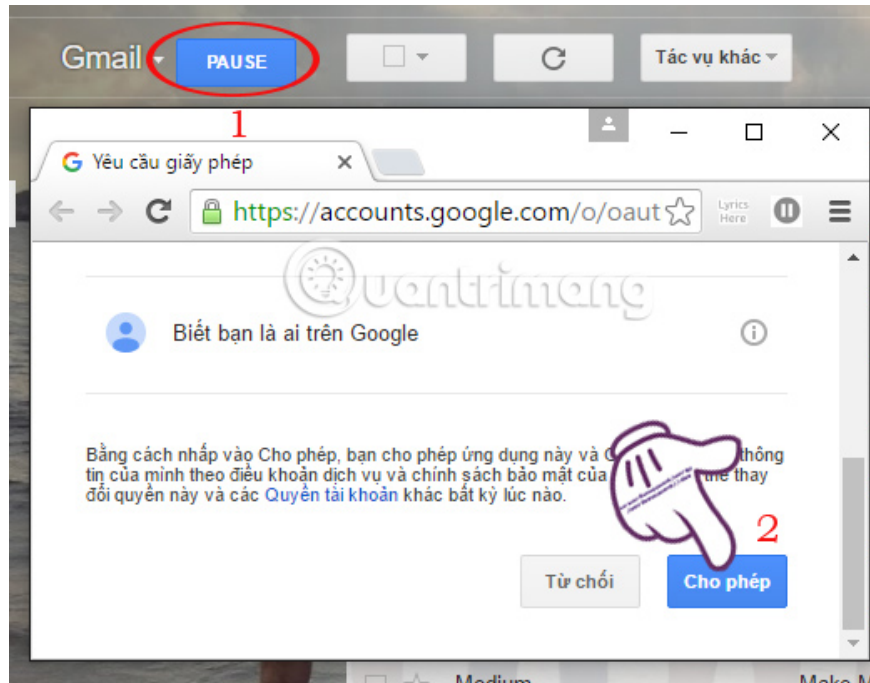 Gmail
PAUSE
Tác vụ khác
1
Yêu cầu giấy phép
https://accounts.google.com/o/oaut
Lyrics
Here
Quantrimang
Biết bạn là ai trên Google
Bằng cách nhấp vào Cho phép, bạn cho phép ứng dụng này và thông
tin của mình theo điều khoản dịch vụ và chính sách bảo mật của thay
đổi quyền này và các Quyền tài khoản khác bất kỳ lúc nào.
2
Từ chối
Cho phép
Medium